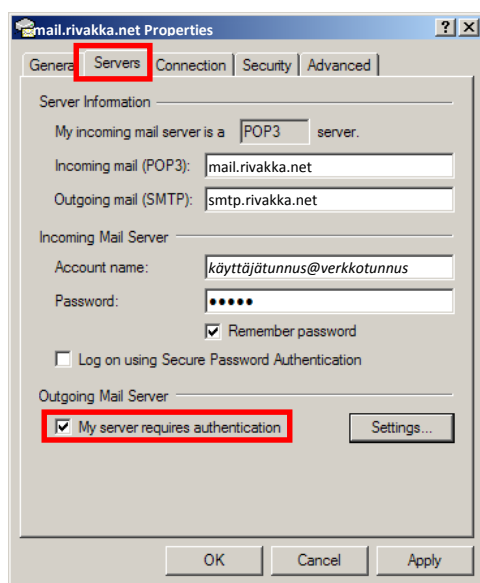 mail.rivakka.net Properties
General Servers Connection Security Advanced
Server Information
My incoming mail server is a POP3 server.
Incoming mail (POP3): mail.rivakka.net
Outgoing mail (SMTP): smtp.rivakka.net
Incoming Mail Server
Account name: käyttäjätunnus@verkkotunnus
Password: •••••
Remember password
Log on using Secure Password Authentication
Outgoing Mail Server
My server requires authentication Settings...
OK Cancel Apply